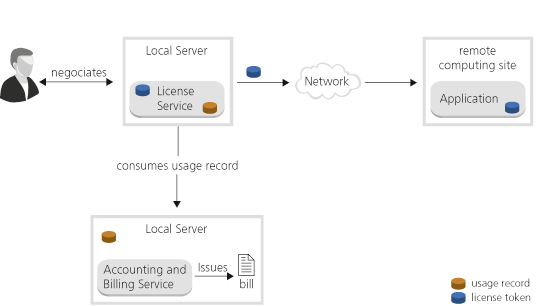 Local Server
remote
computing site
negociates
License
Service
Network
Application
consumes usage record
Local Server
Accounting and
Billing Service
Issues
bill
usage record
license token